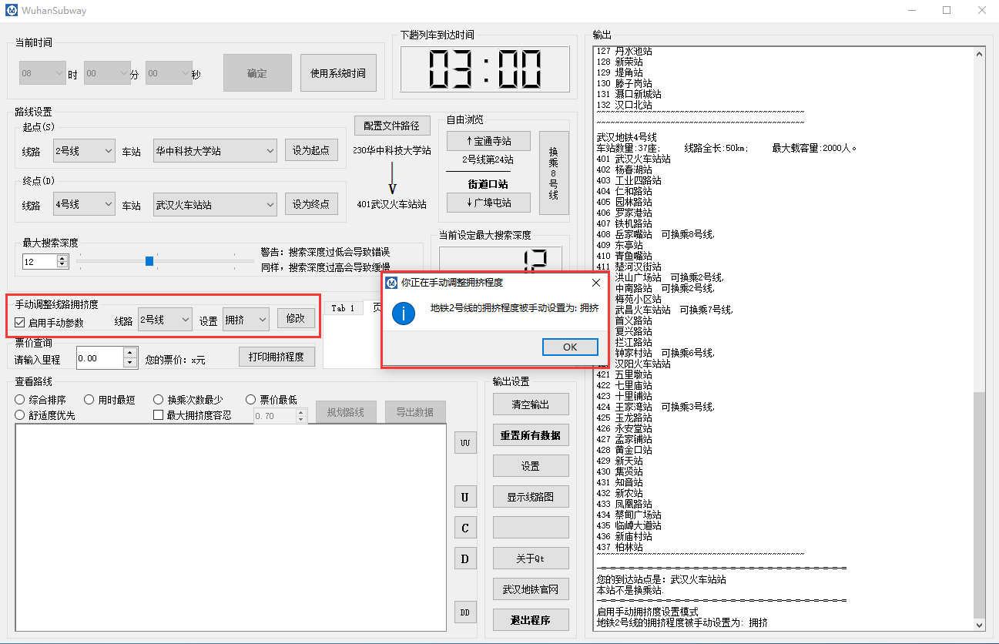 WuhanSubway
当前时间
08 时 00 分 00 秒 确定 使用系统时间
下趟列车到达时间
03:00
路线设置
起点(S)
线路 2号线 车站 华中科技大学站 设为起点
终点(D)
线路 4号线 车站 武汉火车站站 设为终点
配置文件路径
230华中科技大学站
V
401武汉火车站站
自由浏览
↑宝通寺站
2号线第24站
街道口站
↓广埠屯站
换乘8号线
最大搜索深度
12
警告：搜索深度过低会导致错误
同样，搜索深度过高会导致缓慢
当前设定最大搜索深度
12
手动调整线路拥挤度
启用手动参数 线路 2号线 设置 拥挤 修改
Tab 1 页
你正在手动调整拥挤程度
地铁2号线的拥挤程度被手动设置为: 拥挤
OK
票价查询
请输入里程 0.00 您的票价：x元 打印拥挤程度
查看路线
综合排序 用时最短 换乘次数最少 票价最低
舒适度优先 最大拥挤度容忍 0.70 规划路线 导出数据
UU
U
C
D
DD
输出设置
清空输出
重置所有数据
设置
显示线路图
关于Qt
武汉地铁官网
退出程序
输出
127 丹水池站
128 新荣站
129 堤角站
130 滕子岗站
131 滠口新城站
132 汉口北站
~~~~~~~~~~~~~~~~~~~~~~~~~~~~~~~~~~~~~~~~~~~~~
~~~~~~~~~~~~~~~~~~~~~~~~~~~~~~~~~~~~~~~~~~~~~
武汉地铁4号线
车站数量:37座; 线路全长:50km; 最大载客量:2000人。
401 武汉火车站站
402 杨春湖站
403 工业四路站
404 仁和路站
405 园林路站
406 罗家港站
407 铁机路站
408 岳家嘴站 可换乘8号线,
409 东亭站
410 青鱼嘴站
411 楚河汉街站
洪山广场站 可换乘2号线,
中南路站 可换乘2号线,
梅苑小区站
武昌火车站站 可换乘7号线,
首义路站
复兴路站
拦江路站
钟家村站 可换乘6号线,
汉阳火车站站
421 五里墩站
422 七里庙站
423 十里铺站
424 王家湾站 可换乘3号线,
425 玉龙路站
426 永安堂站
427 孟家铺站
428 黄金口站
429 新天站
430 集贤站
431 知音站
432 新农站
433 凤凰路站
434 蔡甸广场站
435 临嶂大道站
436 新庙村站
437 柏林站
~~~~~~~~~~~~~~~~~~~~~~~~~~~~~~~~~~~~~~~~~~~~~
-=-=-=-=-=-=-=-=-=-=-=-=-=-=-=-=-=-=-=-=-=-=-=-=-=-=-=
您的到达站点是: 武汉火车站站
本站不是换乘站.
-=-=-=-=-=-=-=-=-=-=-=-=-=-=-=-=-=-=-=-=-=-=-=-=-=-=-=
启用手动拥挤度设置模式
地铁2号线的拥挤程度被手动设置为: 拥挤